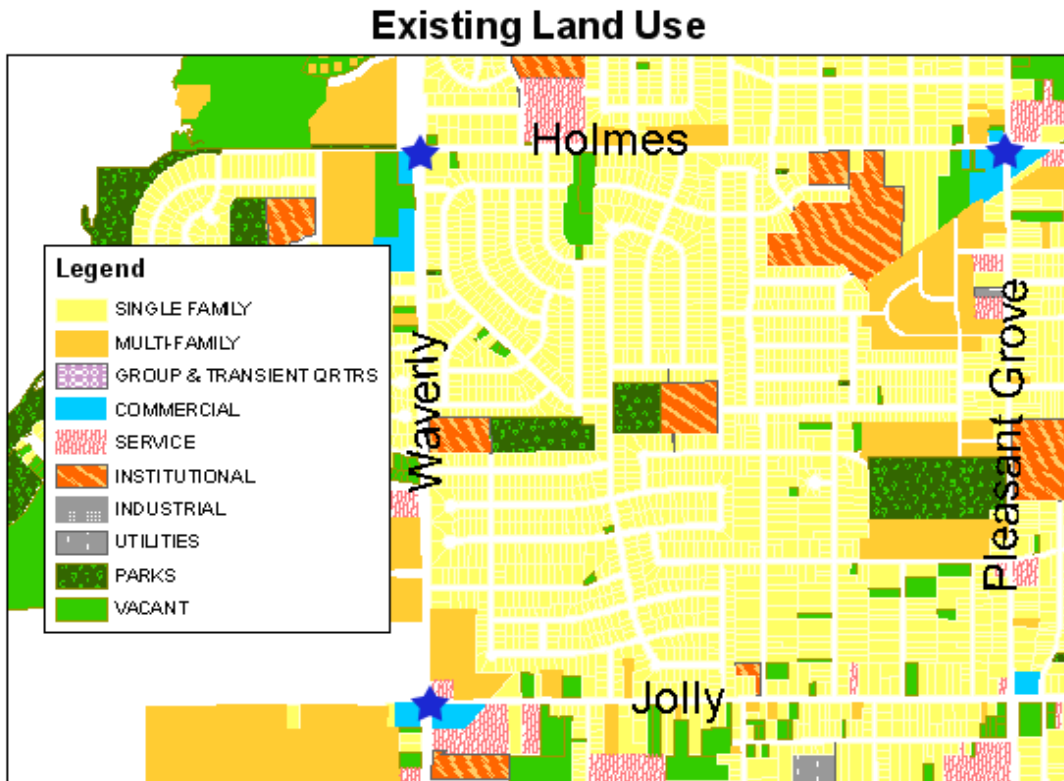 Existing Land Use
Holmes
Legend
SINGLE FAMILY
MULTI-FAMILY
GROUP & TRANSIENT QRTRS
COMMERCIAL
SERVICE
INSTITUTIONAL
INDUSTRIAL
UTILITIES
PARKS
VACANT
Waverly
Pleasant Grove
Jolly